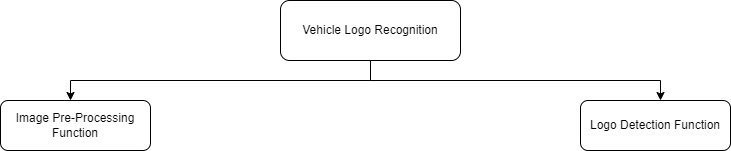 Vehicle Logo Recognition
Image Pre-Processing
Function
Logo Detection Function